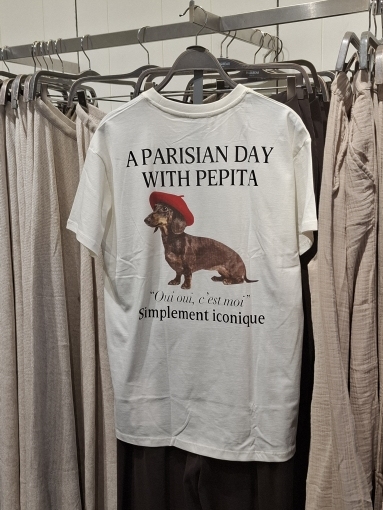 A PARISIAN DAY
WITH PEPITA
"Oui oui, c'est moi"
Simplement iconique